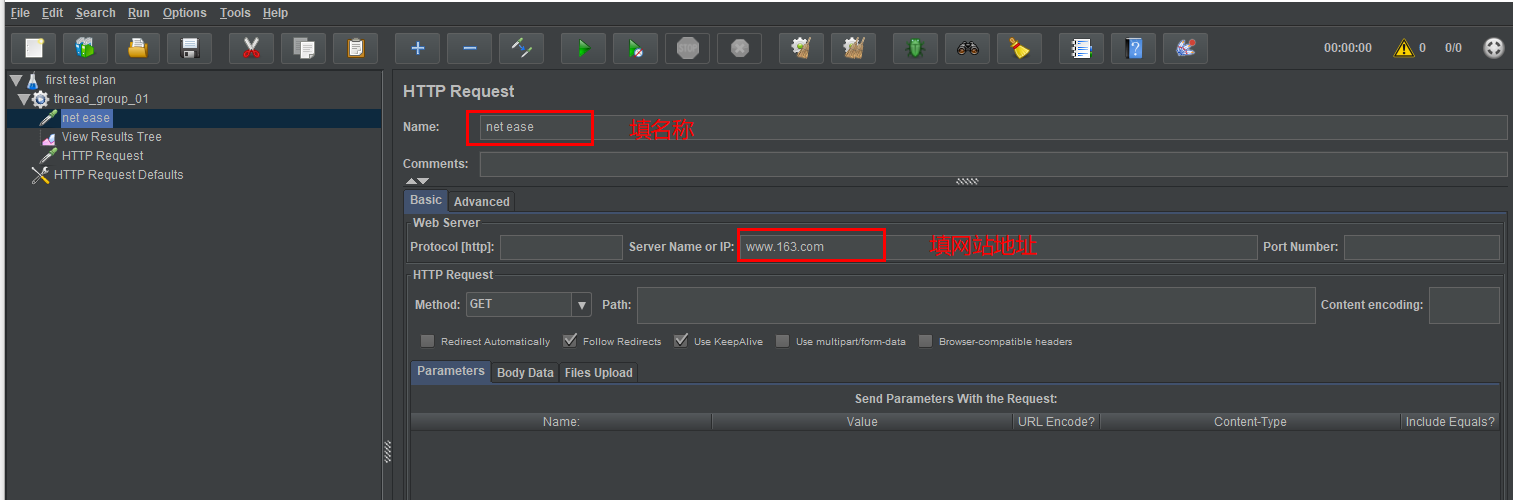 File Edit Search Run Options Tools Help
STOP
00:00:00 0 0/0
first test plan
thread_group_01
net ease
View Results Tree
HTTP Request
HTTP Request Defaults
HTTP Request
Name: net ease 填名称
Comments:
Basic Advanced
Web Server
Protocol [http]: Server Name or IP: www.163.com 填网站地址 Port Number:
HTTP Request
Method: GET Path: Content encoding:
Redirect Automatically Follow Redirects Use KeepAlive Use multipart/form-data Browser-compatible headers
Parameters Body Data Files Upload
Send Parameters With the Request:
Name: Value URL Encode? Content-Type Include Equals?